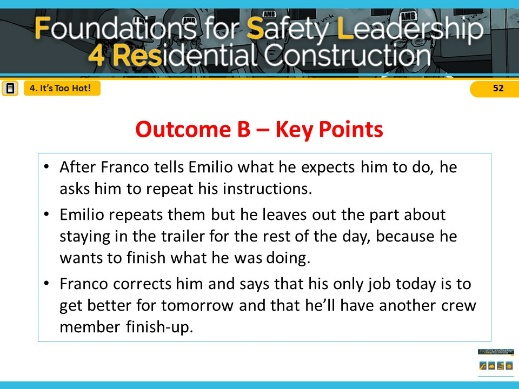 Foundations for Safety Leadership
4 Residential Construction
4. It's Too Hot!
52
Outcome B – Key Points
• After Franco tells Emilio what he expects him to do, he
asks him to repeat his instructions.
• Emilio repeats them but he leaves out the part about
staying in the trailer for the rest of the day, because he
wants to finish what he was doing.
• Franco corrects him and says that his only job today is to
get better for tomorrow and that he'll have another crew
member finish-up.